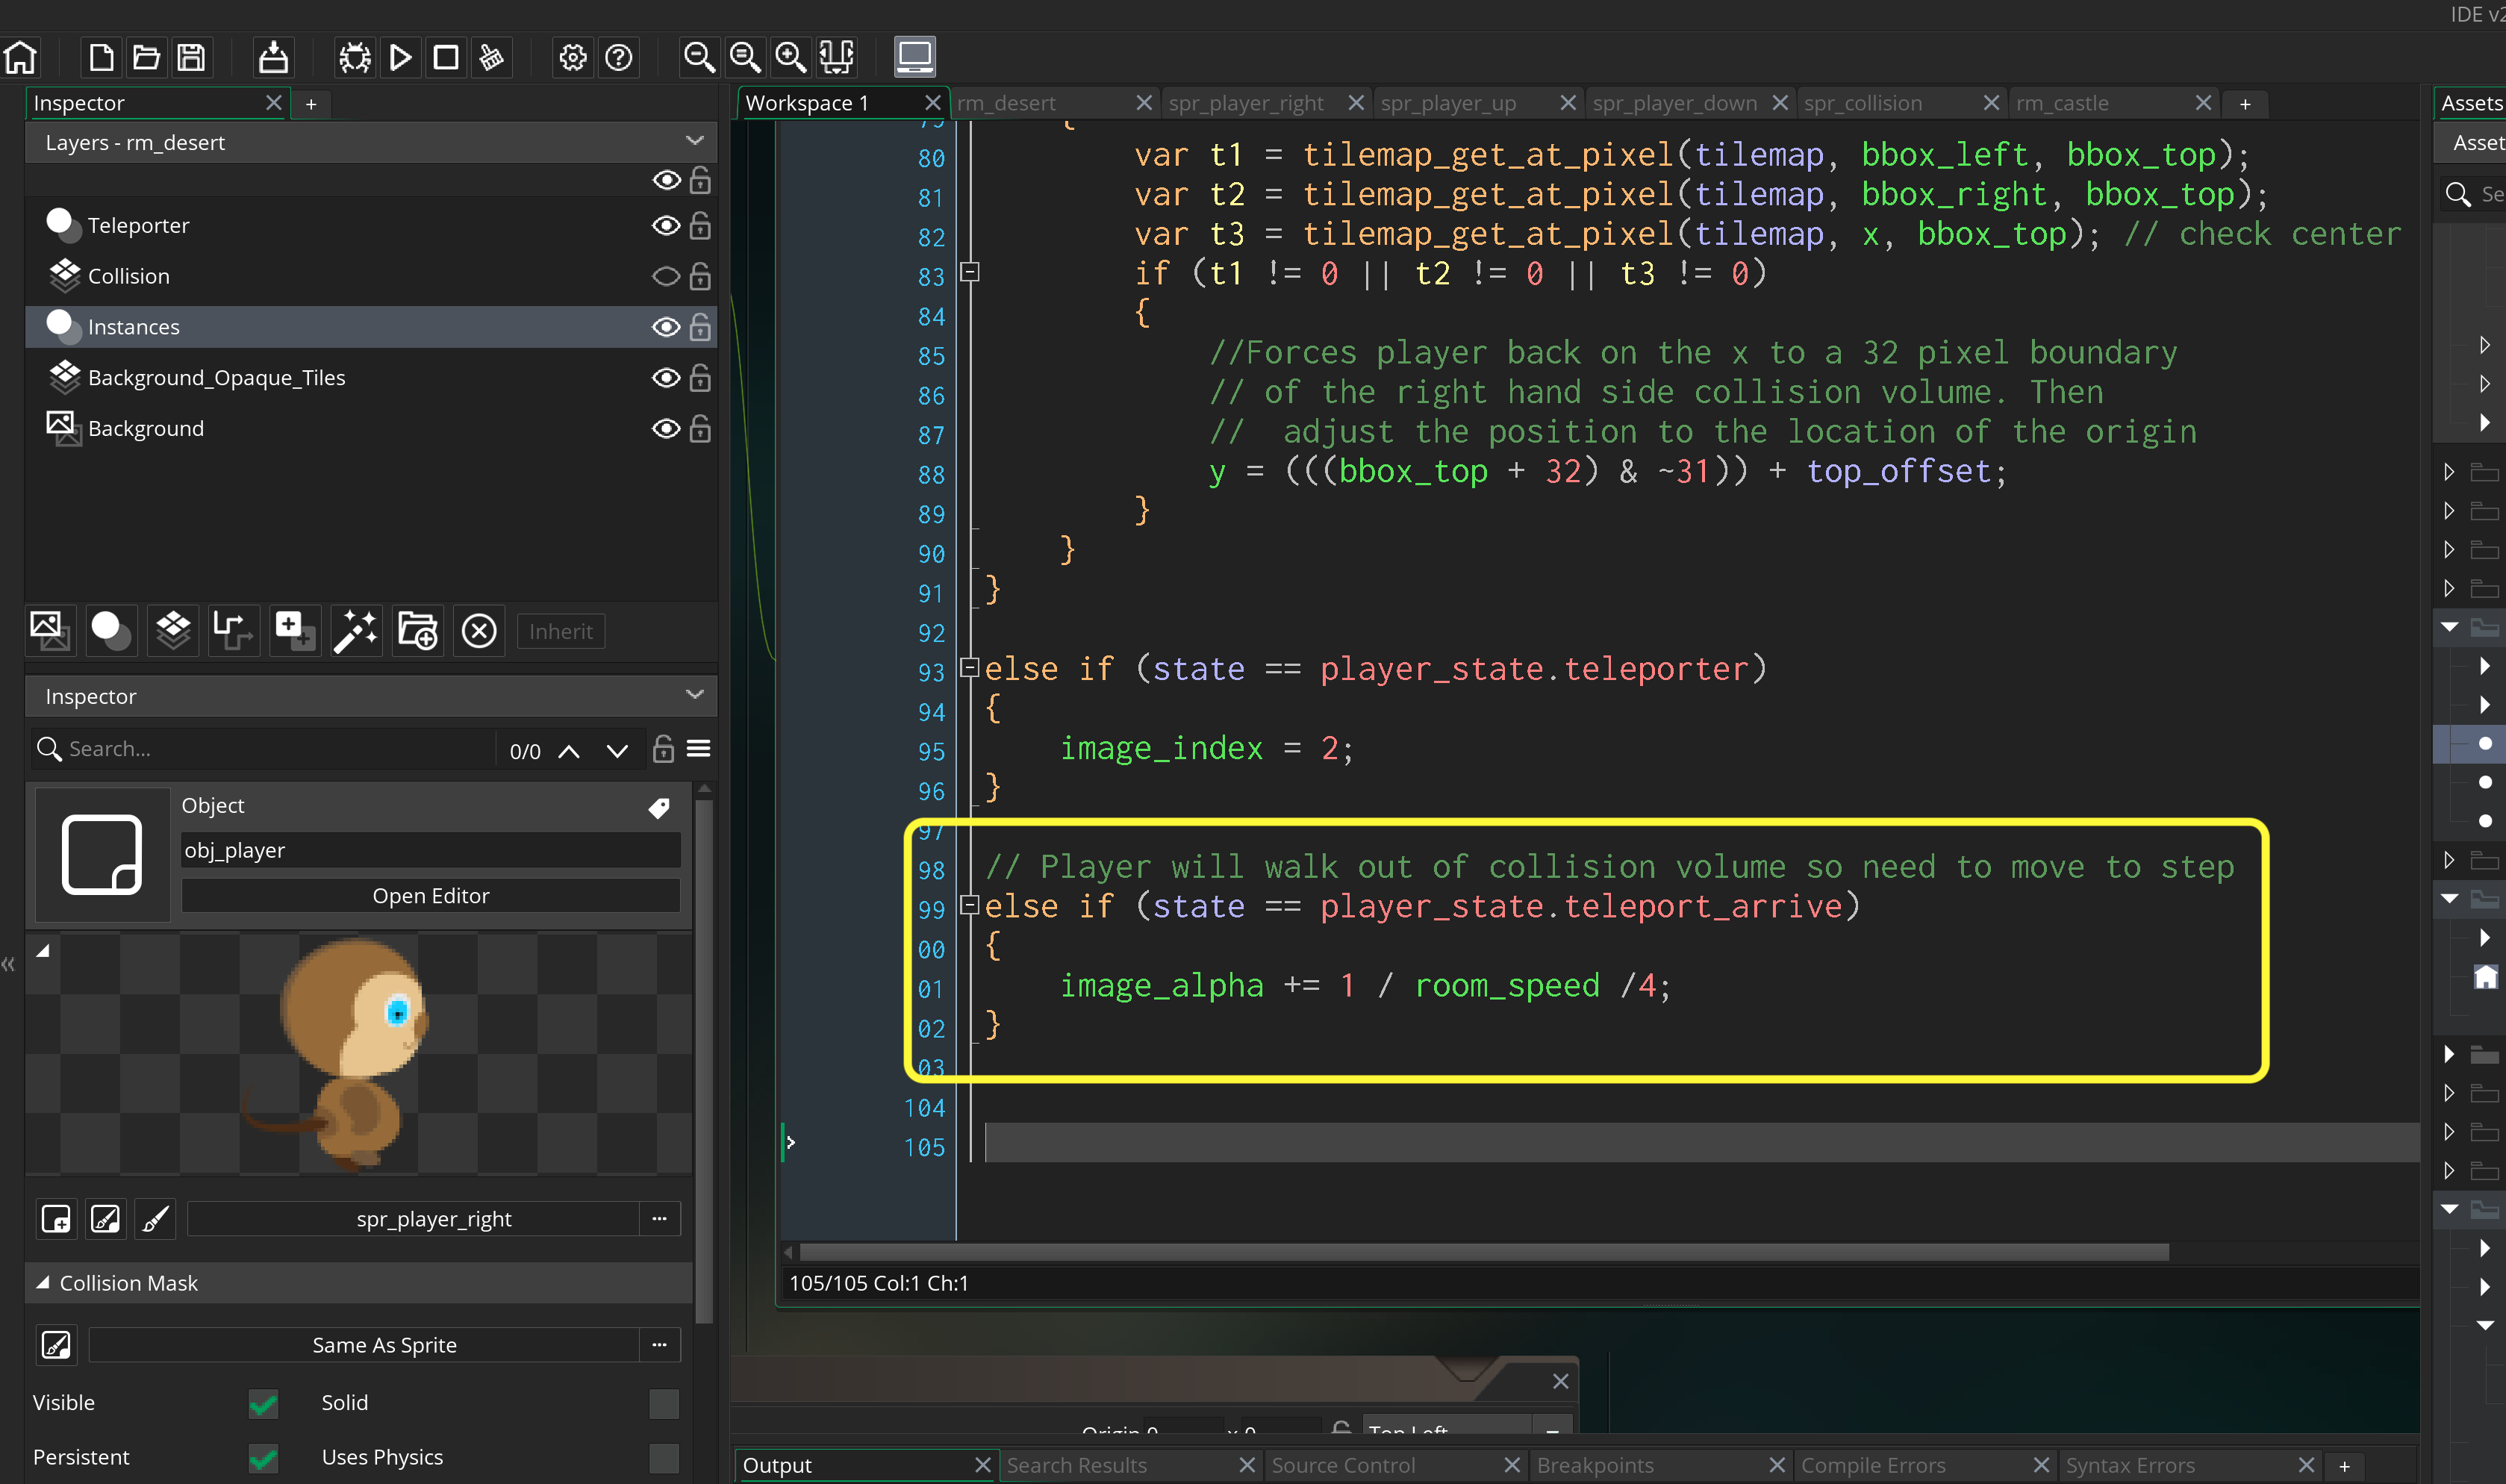 IDE v2
Inspector
Workspace 1
rm_desert
spr_player_right
spr_player_up
spr_player_down
spr_collision
rm_castle
Assets
Layers - rm_desert
Asset
Se
Teleporter
Collision
Instances
Background_Opaque_Tiles
Background
Inherit
Inspector
Search...
0/0
Object
obj_player
Open Editor
spr_player_right
Collision Mask
Same As Sprite
Visible
Solid
Persistent
Uses Physics
79 {
80 var t1 = tilemap_get_at_pixel(tilemap, bbox_left, bbox_top);
81 var t2 = tilemap_get_at_pixel(tilemap, bbox_right, bbox_top);
82 var t3 = tilemap_get_at_pixel(tilemap, x, bbox_top); // check center
83 if (t1 != 0 || t2 != 0 || t3 != 0)
84 {
85 //Forces player back on the x to a 32 pixel boundary
86 // of the right hand side collision volume. Then
87 //  adjust the position to the location of the origin
88 y = (((bbox_top + 32) & ~31)) + top_offset;
89 }
90 }
91 }
92
93 else if (state == player_state.teleporter)
94 {
95 image_index = 2;
96 }
97
98 // Player will walk out of collision volume so need to move to step
99 else if (state == player_state.teleport_arrive)
00 {
01 image_alpha += 1 / room_speed /4;
02 }
03
104
105
105/105 Col:1 Ch:1
Origin 0 x 0 Top Left
Output
Search Results
Source Control
Breakpoints
Compile Errors
Syntax Errors